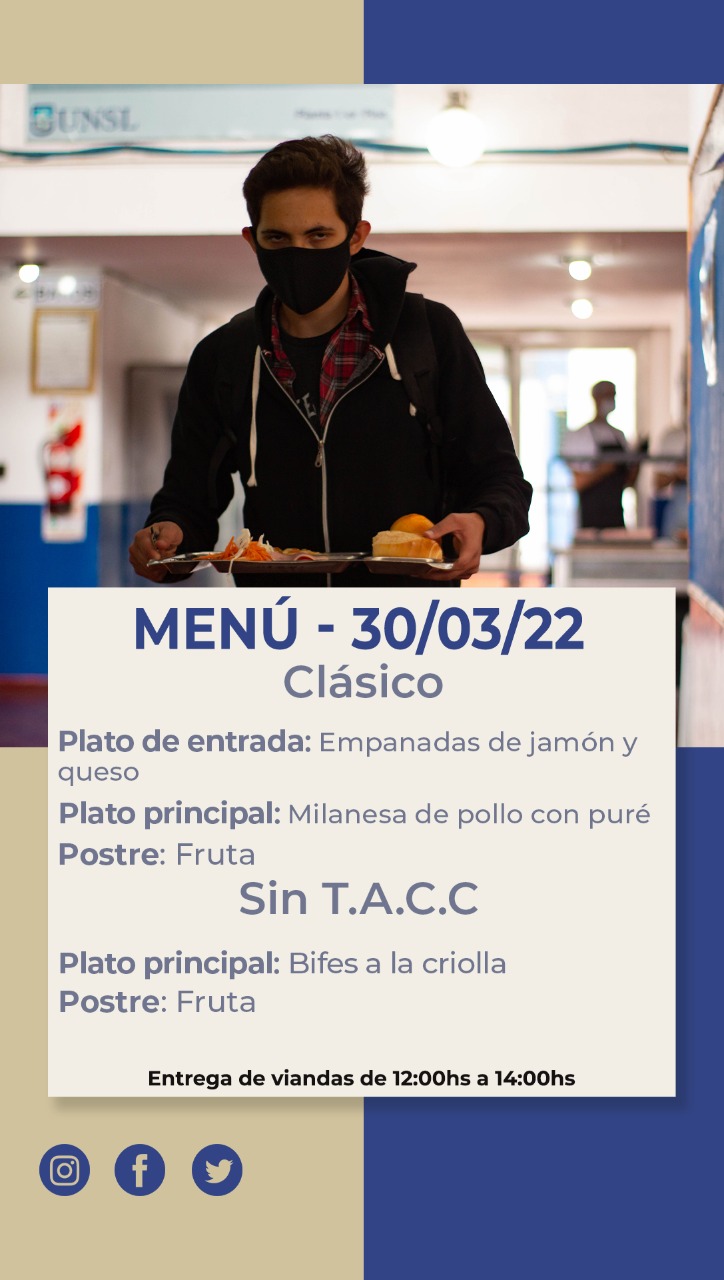 UNSL
MENÚ - 30/03/22
Clásico
Plato de entrada: Empanadas de jamón y
queso
Plato principal: Milanesa de pollo con puré
Postre: Fruta
Sin T.A.C.C
Plato principal: Bifes a la criolla
Postre: Fruta
Entrega de viandas de 12:00hs a 14:00hs